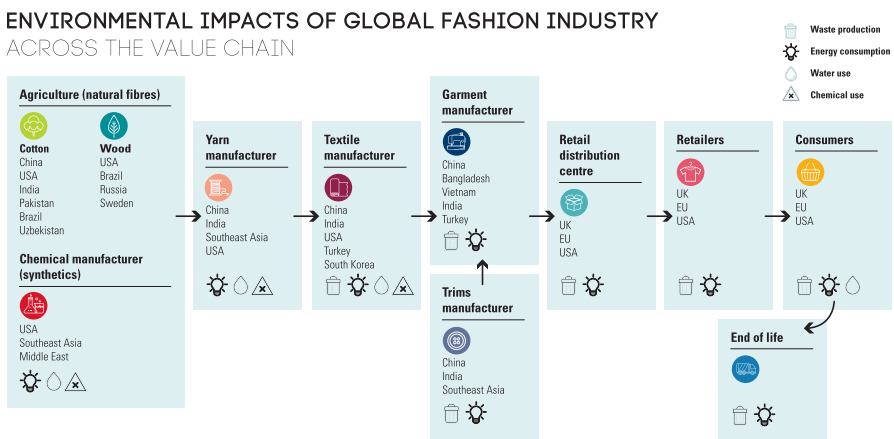 ENVIRONMENTAL IMPACTS OF GLOBAL FASHION INDUSTRY
ACROSS THE VALUE CHAIN
Waste production
Energy consumption
Water use
Chemical use
Agriculture (natural fibres)
Cotton
China
USA
India
Pakistan
Brazil
Uzbekistan
Wood
USA
Brazil
Russia
Sweden
Chemical manufacturer
(synthetics)
USA
Southeast Asia
Middle East
Yarn
manufacturer
China
India
Southeast Asia
USA
Textile
manufacturer
China
India
USA
Turkey
South Korea
Garment
manufacturer
China
Bangladesh
Vietnam
India
Turkey
Trims
manufacturer
China
India
Southeast Asia
Retail
distribution
centre
UK
EU
USA
Retailers
UK
EU
USA
Consumers
UK
EU
USA
End of life